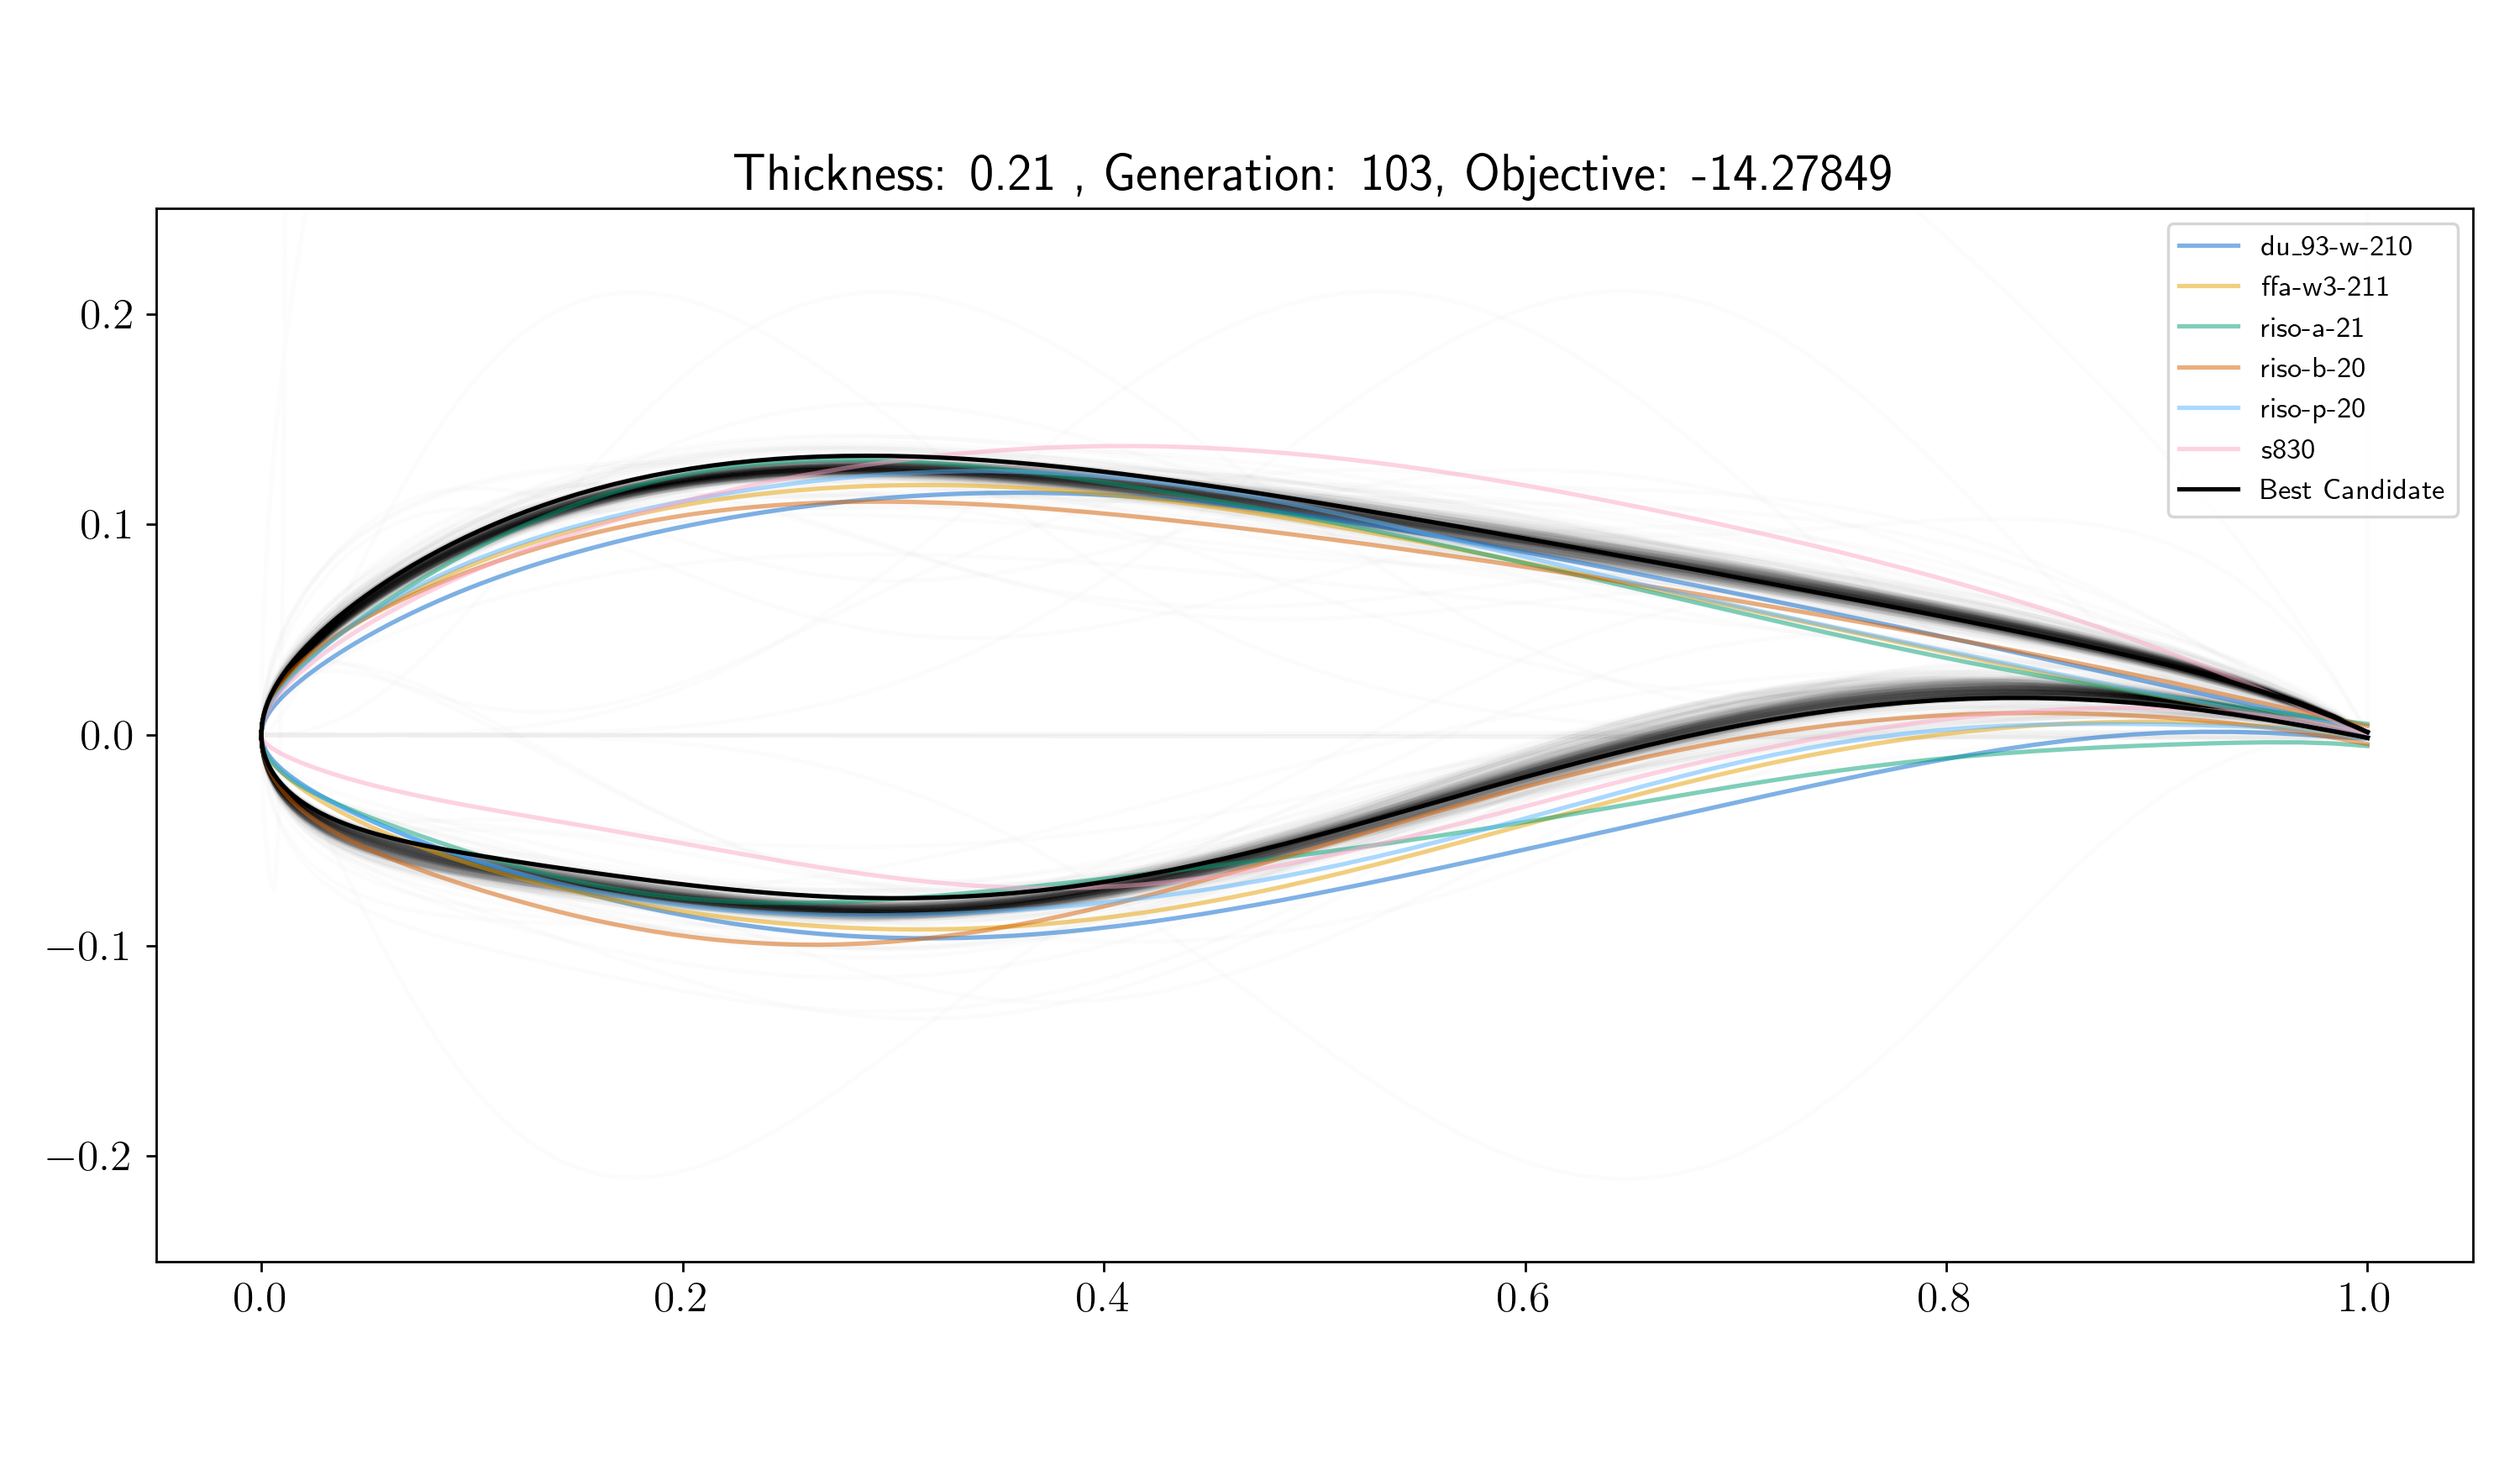 Thickness: 0.21 , Generation: 103, Objective: -14.27849
du_93-w-210
ffa-w3-211
riso-a-21
riso-b-20
riso-p-20
s830
Best Candidate
0.2
0.1
0.0
−0.1
−0.2
0.0 0.2 0.4 0.6 0.8 1.0